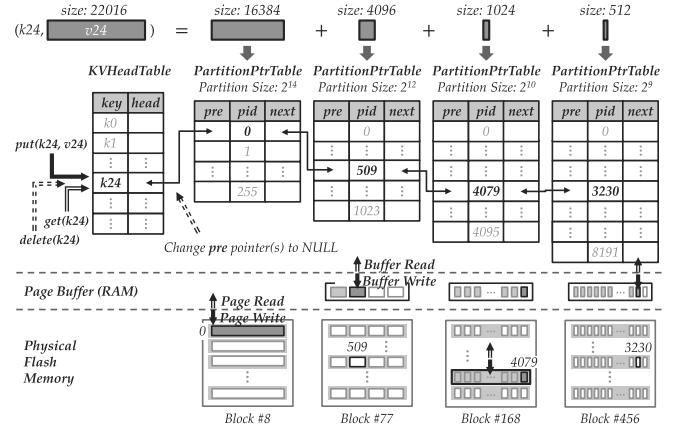 size: 22016 size: 16384 size: 4096 size: 1024 size: 512
(k24, v24 ) = + + +
KVHeadTable PartitionPtrTable PartitionPtrTable PartitionPtrTable PartitionPtrTable
Partition Size: 2^14 Partition Size: 2^12 Partition Size: 2^10 Partition Size: 2^9
key head pre pid next pre pid next pre pid next pre pid next
k0 0 0 0 0
put(k24, v24) k1 1 ⋮ ⋮ ⋮ ⋮ ⋮ ⋮ ⋮ ⋮ ⋮
⋮ ⋮ ⋮ ⋮ ⋮ 509
k24 255 ⋮ ⋮ ⋮ 4079 3230
⋮ ⋮ 1023 ⋮ ⋮ ⋮ ⋮ ⋮ ⋮
get(k24) ⋮ ⋮ 4095
delete(k24) 8191
Change pre pointer(s) to NULL
Buffer Read
Buffer Write
Page Buffer (RAM) ... ...
Page Read
Page Write
0
Physical 509 3230
Flash 4079
Memory
Block #8 Block #77 Block #168 Block #456